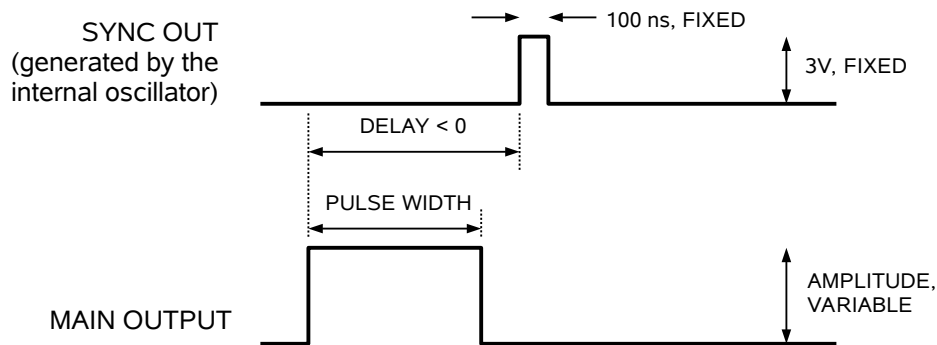 SYNC OUT
(generated by the
internal oscillator)
100 ns, FIXED
3V, FIXED
DELAY < 0
PULSE WIDTH
AMPLITUDE,
VARIABLE
MAIN OUTPUT